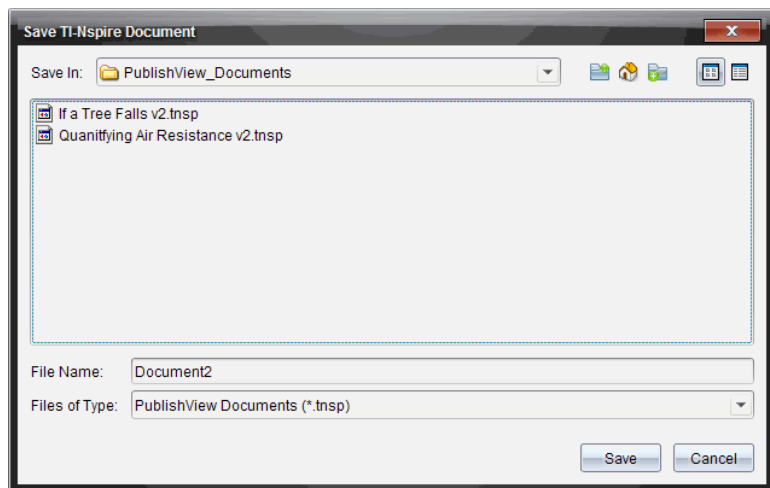 Save TI-Nspire Document
Save In: PublishView_Documents
If a Tree Falls v2.tnsp
Quanitfying Air Resistance v2.tnsp
File Name: Document2
Files of Type: PublishView Documents (*.tnsp)
Save Cancel